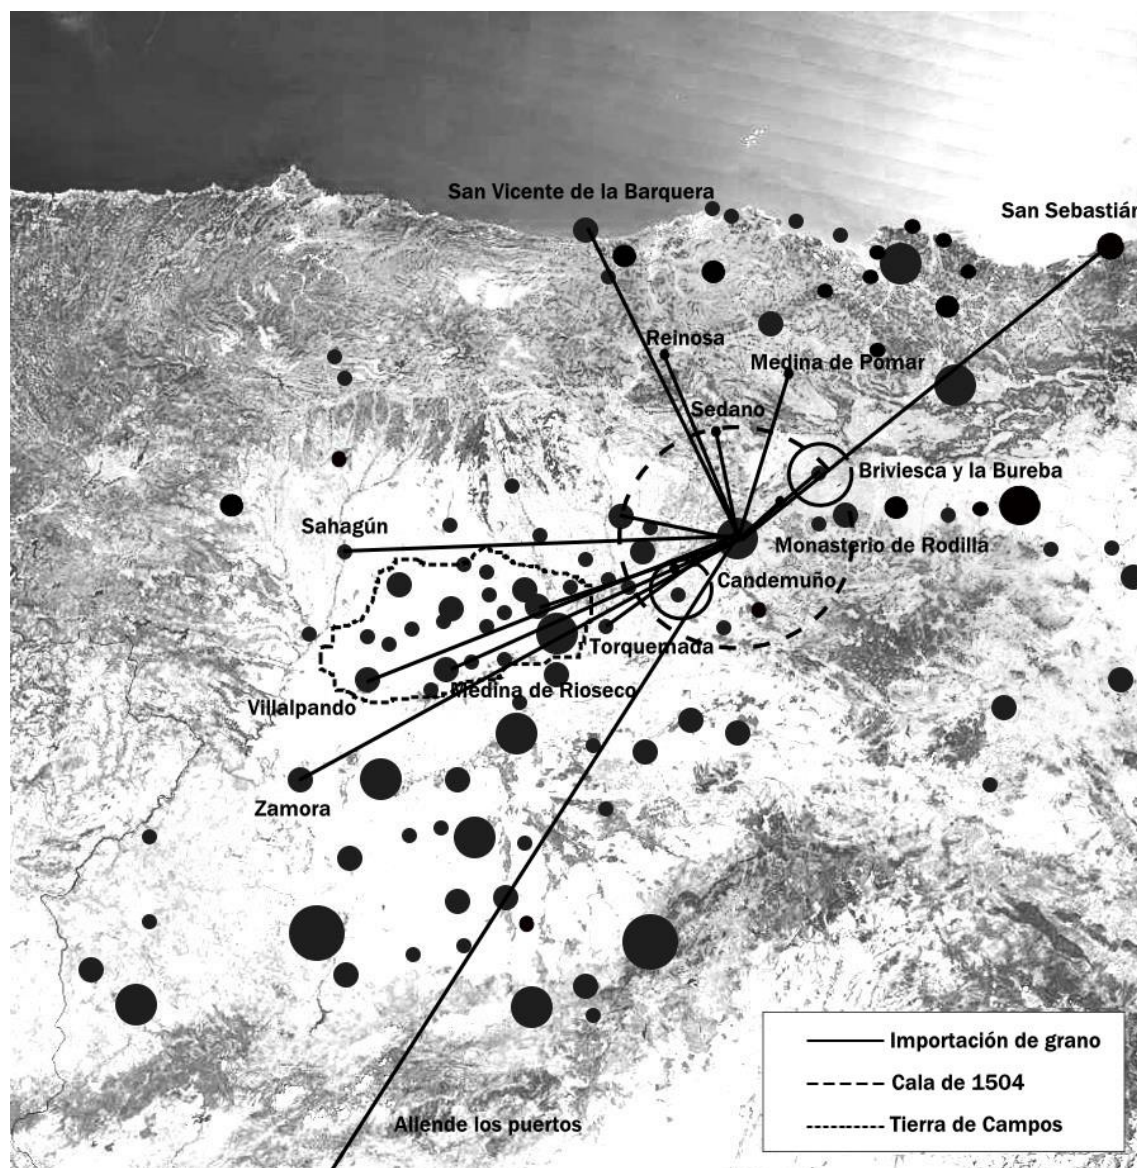 San Vicente de la Barquera
San Sebastián
Reinosa
Medina de Pomar
Sedano
Briviesca y la Bureba
Sahagún
Monasterio de Rodilla
Candemuño
Torquemada
Medina de Rioseco
Villalpando
Zamora
Importación de grano
Cala de 1504
Allende los puertos
Tierra de Campos